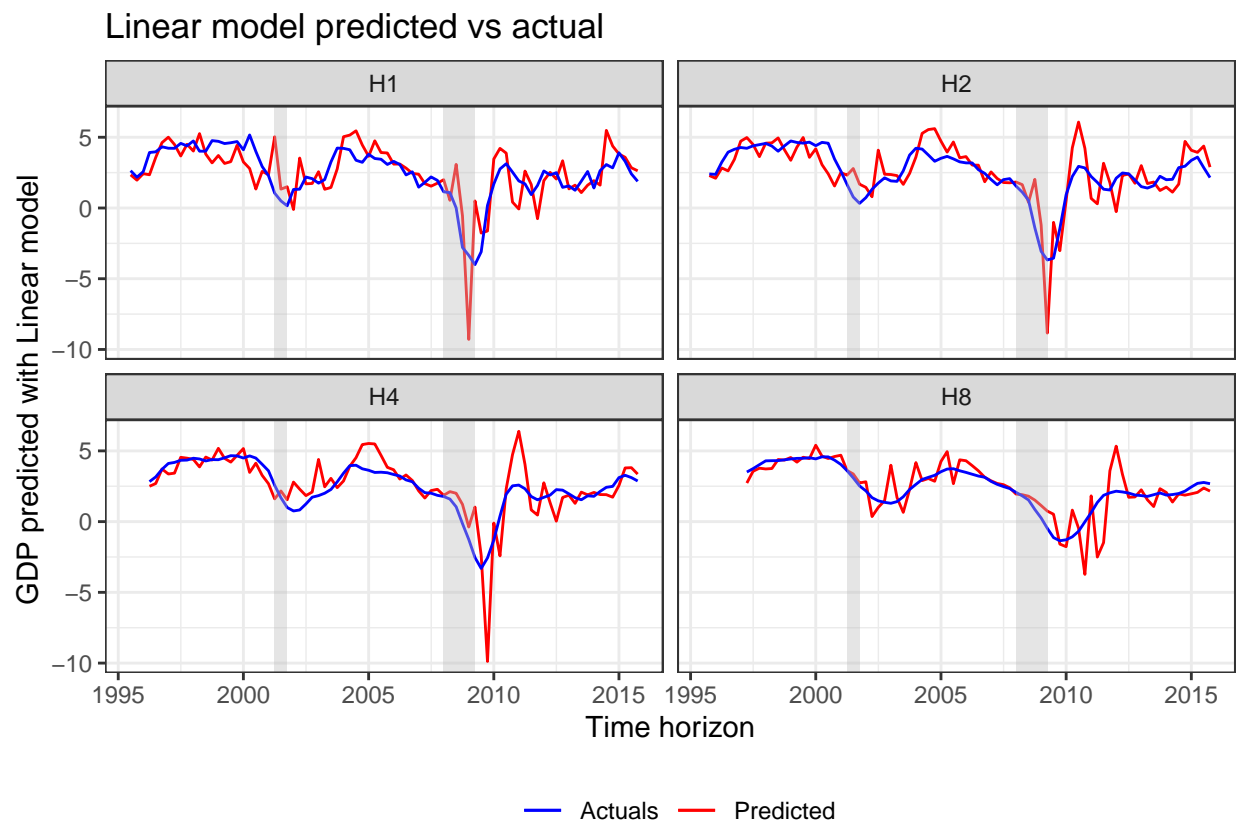 Linear model predicted vs actual
H1
H2
5
0
−5
−10
H4
H8
5
0
−5
−10
1995 2000 2005 2010 2015 1995 2000 2005 2010 2015
GDP predicted with Linear model
Time horizon
Actuals Predicted